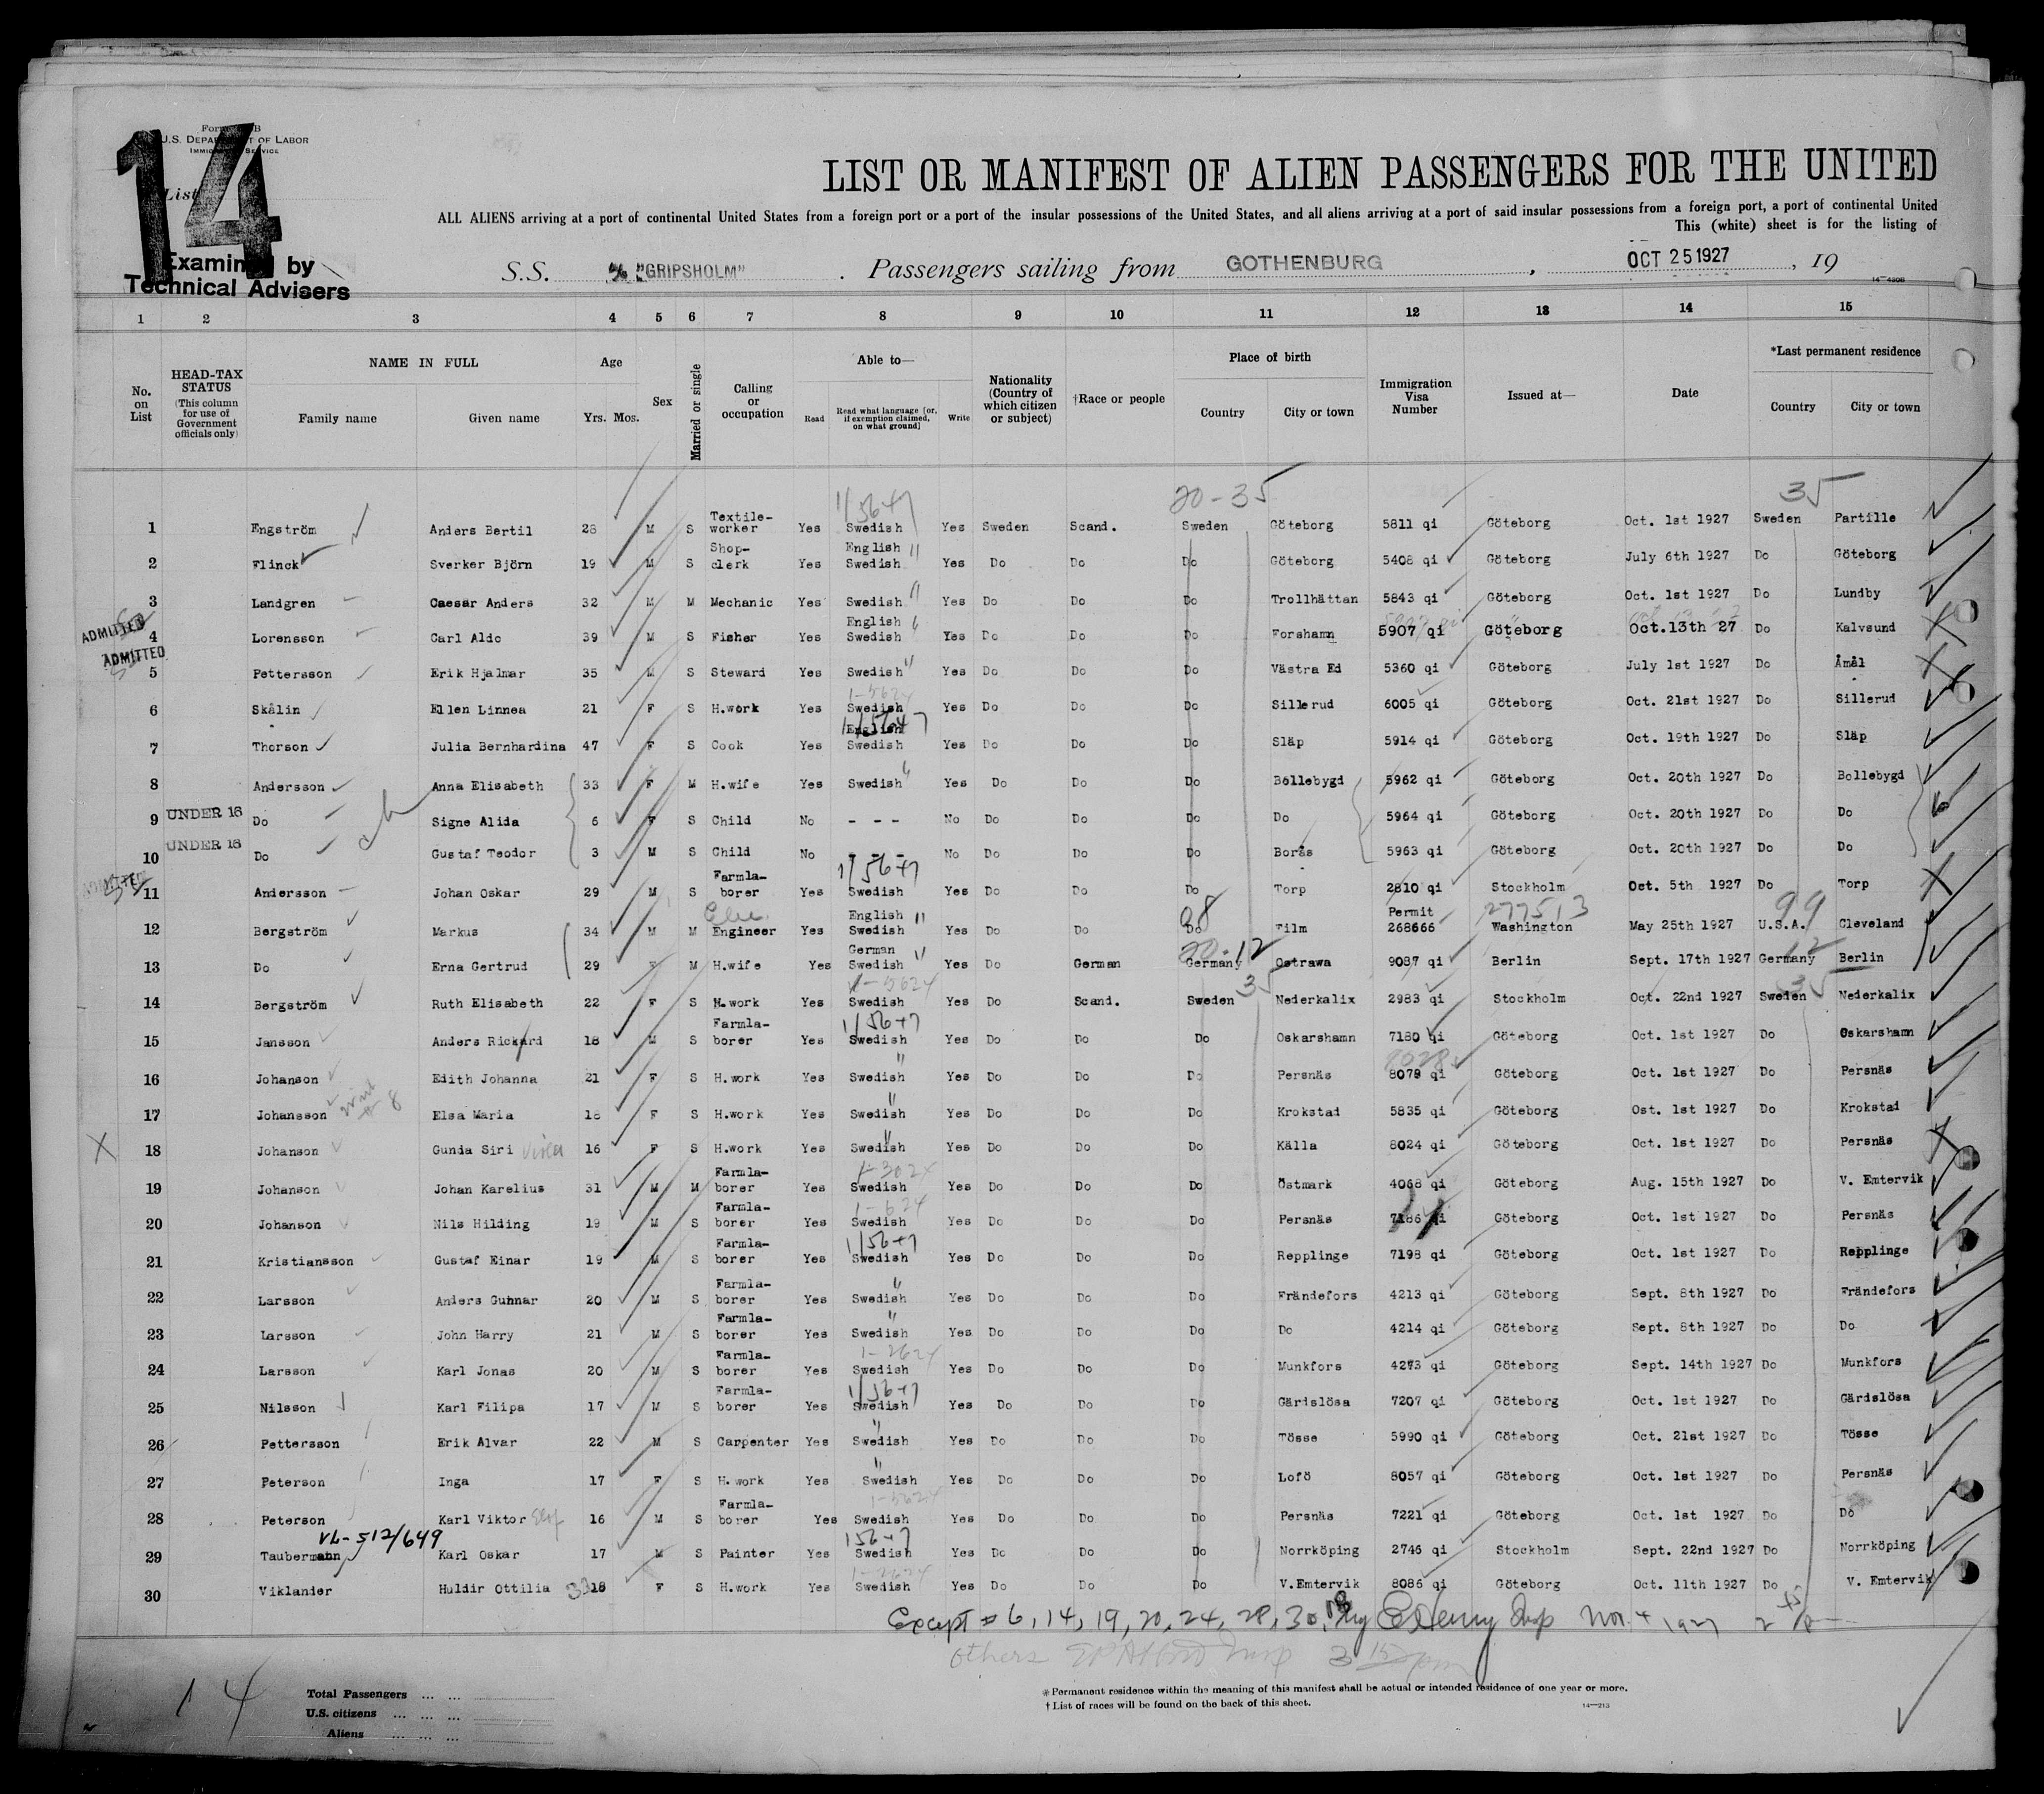 Form B
U.S. DEPARTMENT OF LABOR
IMMIGRATION SERVICE
List
14
Examined by
Technical Advisers
LIST OR MANIFEST OF ALIEN PASSENGERS FOR THE UNITED
ALL ALIENS arriving at a port of continental United States from a foreign port or a port of the insular possessions of the United States, and all aliens arriving at a port of said insular possessions from a foreign port, a port of continental United
This (white) sheet is for the listing of
S.S. "GRIPSHOLM" . Passengers sailing from GOTHENBURG , OCT 25 1927 , 19
1 2 3 4 5 6 7 8 9 10 11 12 13 14 15
No. on List HEAD-TAX STATUS (This column for use of Government officials only) NAME IN FULL Family name Given name Age Yrs. Mos. Sex Married or single Calling or occupation Able to— Read Read what language [or, if exemption claimed, on what ground] Write Nationality (Country of which citizen or subject) †Race or people Place of birth Country City or town Immigration Visa Number Issued at— Date *Last permanent residence Country City or town
20-35 35
1 Engström Anders Bertil 28 M S Textile-worker Yes Swedish Yes Sweden Scand. Sweden Göteborg 5811 qi Göteborg Oct. 1st 1927 Sweden Partille
2 Flinck Sverker Björn 19 M S Shop-clerk Yes English Swedish Yes Do Do Do Göteborg 5408 qi Göteborg July 6th 1927 Do Göteborg
3 Landgren Caesar Anders 32 M M Mechanic Yes Swedish Yes Do Do Do Trollhättan 5843 qi Göteborg Oct. 1st 1927 Do Lundby
ADMITTED
4 Lorensson Carl Aldo 39 M S Fisher Yes English Swedish Yes Do Do Do Forshamn 5907 qi Göteborg Oct.13th 27 Do Kalvsund
ADMITTED
5 Pettersson Erik Hjalmar 35 M S Steward Yes Swedish Yes Do Do Do Västra Ed 5360 qi Göteborg July 1st 1927 Do Åmål
6 Skålin Ellen Linnea 21 F S H.work Yes Swedish Yes Do Do Do Sillerud 6005 qi Göteborg Oct. 21st 1927 Do Sillerud
7 Thorson Julia Bernhardina 47 F S Cook Yes English Swedish Yes Do Do Do Släp 5914 qi Göteborg Oct. 19th 1927 Do Släp
8 Andersson Anna Elisabeth 33 F M H.wife Yes Swedish Yes Do Do Do Bollebygd 5962 qi Göteborg Oct. 20th 1927 Do Bollebygd
9 UNDER 16 Do Signe Alida 6 F S Child No - - - No Do Do Do Do 5964 qi Göteborg Oct. 20th 1927 Do Do
10 UNDER 16 Do Gustaf Teodor 3 M S Child No - - - No Do Do Do Borås 5963 qi Göteborg Oct. 20th 1927 Do Do
ADMITTED
11 Andersson Johan Oskar 29 M S Farmla-borer Yes Swedish Yes Do Do Do Torp 2810 qi Stockholm Oct. 5th 1927 Do Torp
277513 99
12 Bergström Markus 34 M M Engineer Yes English Swedish Yes Do Do Do Film Permit 268666 Washington May 25th 1927 U.S.A. Cleveland
20-12 12
13 Do Erna Gertrud 29 F M H.wife Yes German Swedish Yes Do German Germany Ostrawa 9087 qi Berlin Sept. 17th 1927 Germany Berlin
35 35
14 Bergström Ruth Elisabeth 22 F S H.work Yes Swedish Yes Do Scand. Sweden Nederkalix 2983 qi Stockholm Oct. 22nd 1927 Sweden Nederkalix
15 Jansson Anders Rickard 18 M S Farmla-borer Yes Swedish Yes Do Do Do Oskarshamn 7180 qi Göteborg Oct. 1st 1927 Do Oskarshamn
16 Johanson Edith Johanna 21 F S H.work Yes Swedish Yes Do Do Do Persnäs 8079 qi Göteborg Oct. 1st 1927 Do Persnäs
17 Johansson Elsa Maria 18 F S H.work Yes Swedish Yes Do Do Do Krokstad 5835 qi Göteborg Ost. 1st 1927 Do Krokstad
18 Johanson Gunda Siri 16 F S H.work Yes Swedish Yes Do Do Do Källa 8024 qi Göteborg Oct. 1st 1927 Do Persnäs
19 Johanson Johan Karelius 31 M M Farmla-borer Yes Swedish Yes Do Do Do Östmark 4068 qi Göteborg Aug. 15th 1927 Do V. Emtervik
20 Johanson Nils Hilding 19 M S Farmla-borer Yes Swedish Yes Do Do Do Persnäs 7186 qi Göteborg Oct. 1st 1927 Do Persnäs
21 Kristiansson Gustaf Einar 19 M S Farmla-borer Yes Swedish Yes Do Do Do Repplinge 7198 qi Göteborg Oct. 1st 1927 Do Repplinge
22 Larsson Anders Gunnar 20 M S Farmla-borer Yes Swedish Yes Do Do Do Frändefors 4213 qi Göteborg Sept. 8th 1927 Do Frändefors
23 Larsson John Harry 21 M S Farmla-borer Yes Swedish Yes Do Do Do Do 4214 qi Göteborg Sept. 8th 1927 Do Do
24 Larsson Karl Jonas 20 M S Farmla-borer Yes Swedish Yes Do Do Do Munkfors 4273 qi Göteborg Sept. 14th 1927 Do Munkfors
25 Nilsson Karl Filipa 17 M S Farmla-borer Yes Swedish Yes Do Do Do Gärdslösa 7207 qi Göteborg Oct. 1st 1927 Do Gärdslösa
26 Pettersson Erik Alvar 22 M S Carpenter Yes Swedish Yes Do Do Do Tösse 5990 qi Göteborg Oct. 21st 1927 Do Tösse
27 Peterson Inga 17 F S H.work Yes Swedish Yes Do Do Do Lofö 8057 qi Göteborg Oct. 1st 1927 Do Persnäs
28 Peterson Karl Viktor Elof 16 M S Farmla-borer Yes Swedish Yes Do Do Do Persnäs 7221 qi Göteborg Oct. 1st 1927 Do Do
VL-512/649
29 Taubermann Karl Oskar 17 M S Painter Yes Swedish Yes Do Do Do Norrköping 2746 qi Stockholm Sept. 22nd 1927 Do Norrköping
30 Viklander Huldir Ottilia 18 F S H.work Yes Swedish Yes Do Do Do V.Emtervik 8086 qi Göteborg Oct. 11th 1927 Do V. Emtervik
Except # 6, 14, 19, 20, 24, 28, 30, Henry Insp Nov. 4 1927
others Insp 3 15 pm
14
Total Passengers ... ...
U.S. citizens ... ... ...
Aliens ... ... ...
* Permanent residence within the meaning of this manifest shall be actual or intended residence of one year or more.
† List of races will be found on the back of this sheet.
14—213